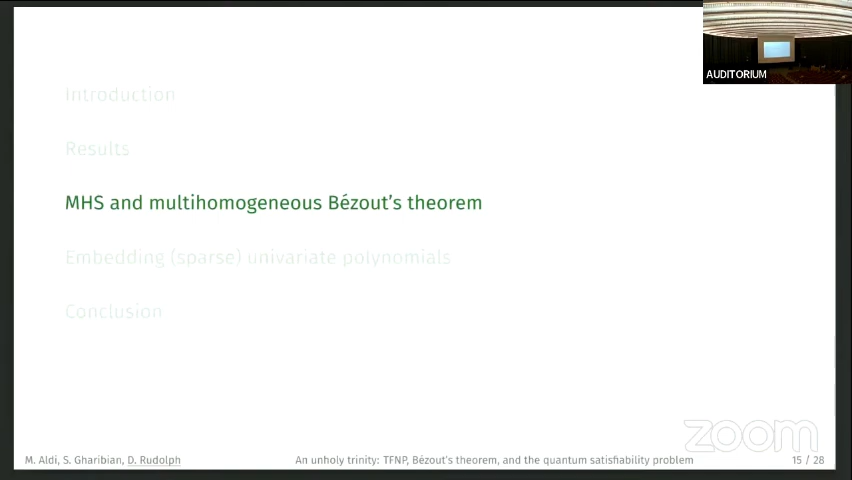 AUDITORIUM
Introduction
Results
MHS and multihomogeneous Bézout's theorem
Embedding (sparse) univariate polynomials
Conclusion
zoom
M. Aldi, S. Gharibian, D. Rudolph An unholy trinity: TFNP, Bézout's theorem, and the quantum satisfiability problem 15 / 28